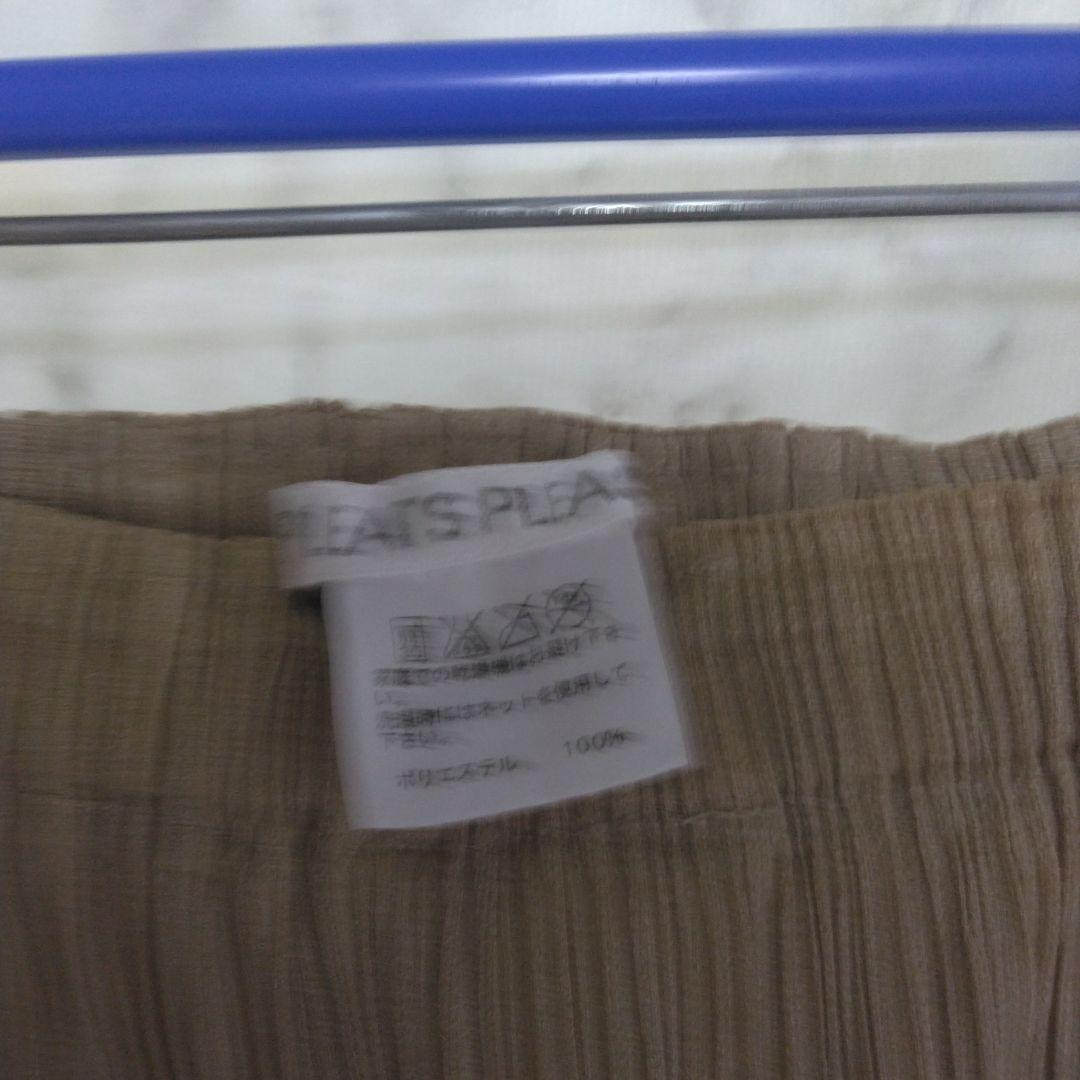 PLEATS PLEAS
家庭での乾燥機はお避け下さ
い。
洗濯時にはネットを使用して
下さい。
ポリエステル 100%